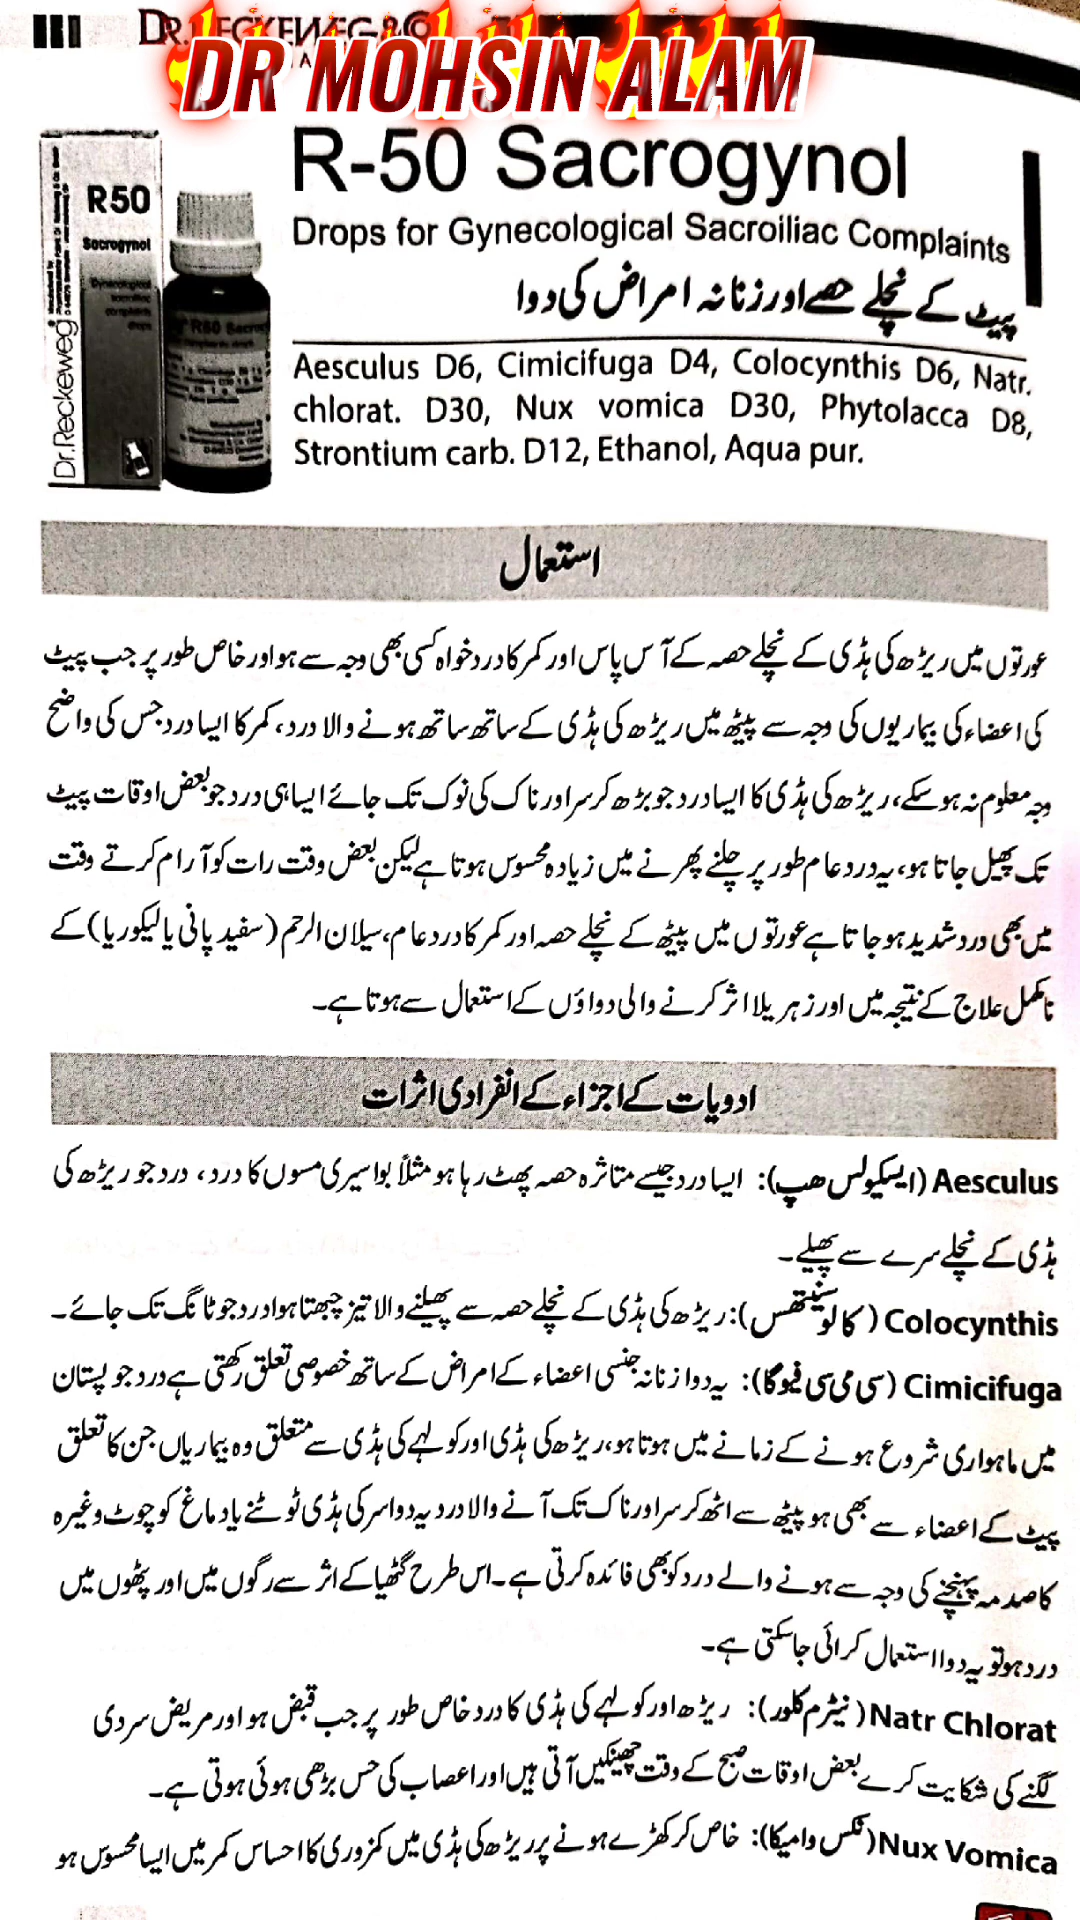 DR MOHSIN ALAM
R-50 Sacrogynol
Drops for Gynecological Sacroiliac Complaints
پیٹ کے نچلے حصے اور زنانہ امراض کی دوا
R50
Sacrogynol
Gynecological
sacroiliac
complaints
drops
Dr.Reckeweg
Aesculus D6, Cimicifuga D4, Colocynthis D6, Natr.
chlorat. D30, Nux vomica D30, Phytolacca D8,
Strontium carb. D12, Ethanol, Aqua pur.
استعمال
عورتوں میں ریڑھ کی ہڈی کے نچلے حصہ کے آس پاس اور کمر کا درد خواہ کسی بھی وجہ سے ہو اور خاص طور پر جب پیٹ
کی اعضاء کی بیماریوں کی وجہ سے پیٹھ میں ریڑھ کی ہڈی کے ساتھ ساتھ ہونے والا درد، کمر کا ایسا درد جس کی واضح
وجہ معلوم نہ ہو سکے، ریڑھ کی ہڈی کا ایسا درد جو بڑھ کر سر اور ناک کی نوک تک جائے ایسا ہی درد جو بعض اوقات پیٹ
تک پھیل جاتا ہو، یہ درد عام طور پر چلنے پھرنے میں زیادہ محسوس ہوتا ہے لیکن بعض وقت رات کو آرام کرتے وقت
میں بھی درد شدید ہو جاتا ہے عورتوں میں پیٹھ کے نچلے حصہ اور کمر کا درد عام، سیلان الرحم (سفید پانی یا لیکوریا) کے
نامکمل علاج کے نتیجہ میں اور زہریلا اثر کرنے والی دواؤں کے استعمال سے ہوتا ہے۔
ادویات کے اجزاء کے انفرادی اثرات
Aesculus (ایسکیولس ھپ): ایسا درد جیسے متاثرہ حصہ پھٹ رہا ہو مثلاً بواسیری مسوں کا درد، درد جو ریڑھ کی
ہڈی کے نچلے سرے سے پھیلے۔
Colocynthis (کالوسنتھس): ریڑھ کی ہڈی کے نچلے حصہ سے پھیلنے والا تیز چبھتا ہوا درد جو ٹانگ تک جائے۔
Cimicifuga (سی می سی فیوگا): یہ دوا زنانہ جنسی اعضاء کے امراض کے ساتھ خصوصی تعلق رکھتی ہے درد جو پستان
میں ماہواری شروع ہونے کے زمانے میں ہوتا ہو، ریڑھ کی ہڈی اور کولہے کی ہڈی سے متعلق وہ بیماریاں جن کا تعلق
پیٹ کے اعضاء سے بھی ہو پیٹھ سے اٹھ کر سر اور ناک تک آنے والا درد یہ دوا سر کی ہڈی ٹوٹنے یا دماغ کو چوٹ وغیرہ
کا صدمہ پہنچنے کی وجہ سے ہونے والے درد کو بھی فائدہ کرتی ہے۔ اس طرح گٹھیا کے اثر سے رگوں میں اور پٹھوں میں
درد ہو تو یہ دوا استعمال کرائی جا سکتی ہے۔
Natr Chlorat (نیٹرم کلور): ریڑھ اور کولہے کی ہڈی کا درد خاص طور پر جب قبض ہو اور مریض سردی
لگنے کی شکایت کرے بعض اوقات صبح کے وقت چھینکیں آتی ہیں اور اعصاب کی حس بڑھی ہوئی ہوتی ہے۔
Nux Vomica (نکس وامیکا): خاص کر کھڑے ہونے پر ریڑھ کی ہڈی میں کمزوری کا احساس کمر میں ایسا محسوس ہو